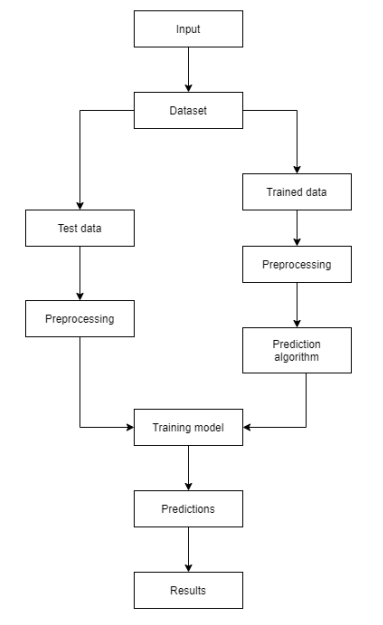 Input
Dataset
Trained data
Test data
Preprocessing
Preprocessing
Prediction
algorithm
Training model
Predictions
Results